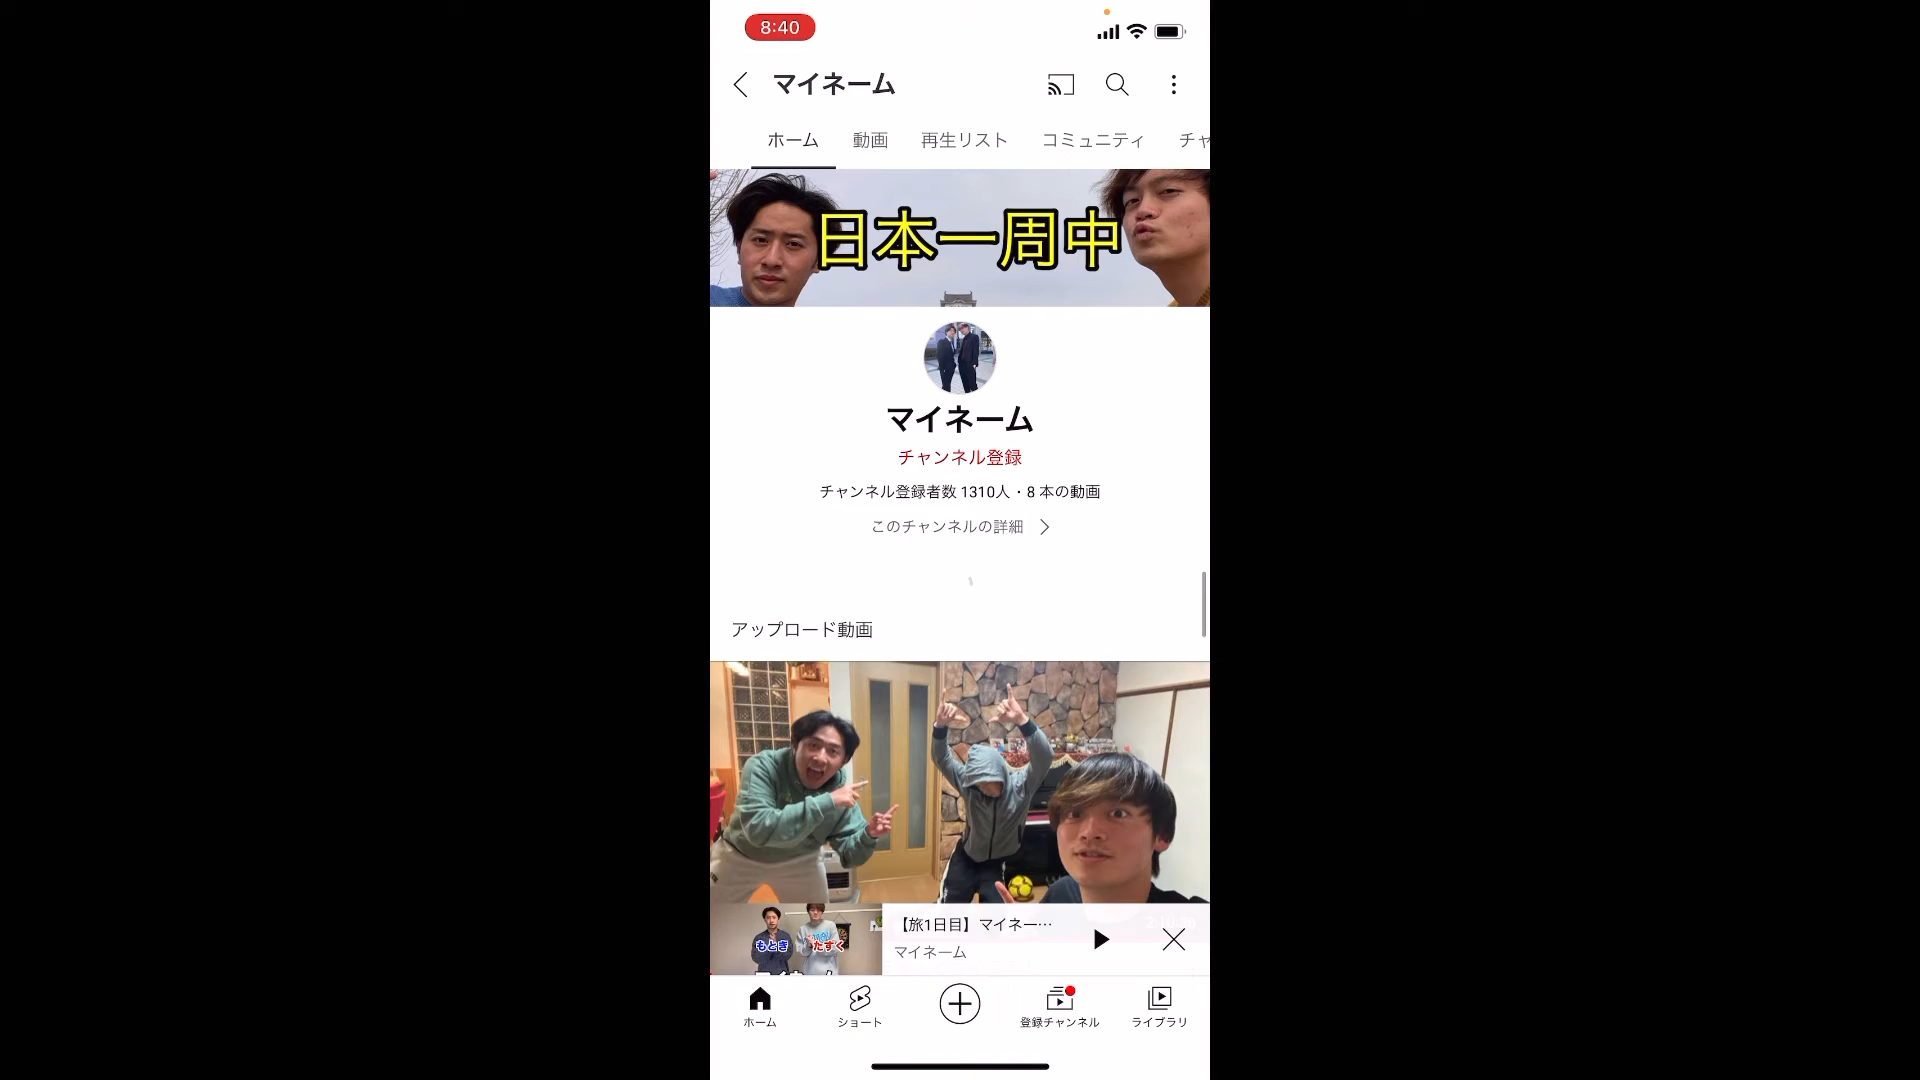 8:40
マイネーム
ホーム 動画 再生リスト コミュニティ チャ
日本一周中
マイネーム
チャンネル登録
チャンネル登録者数 1310人・8 本の動画
このチャンネルの詳細
アップロード動画
もとき たすく
【旅1日目】マイネー…
マイネーム
ホーム ショート 登録チャンネル ライブラリ